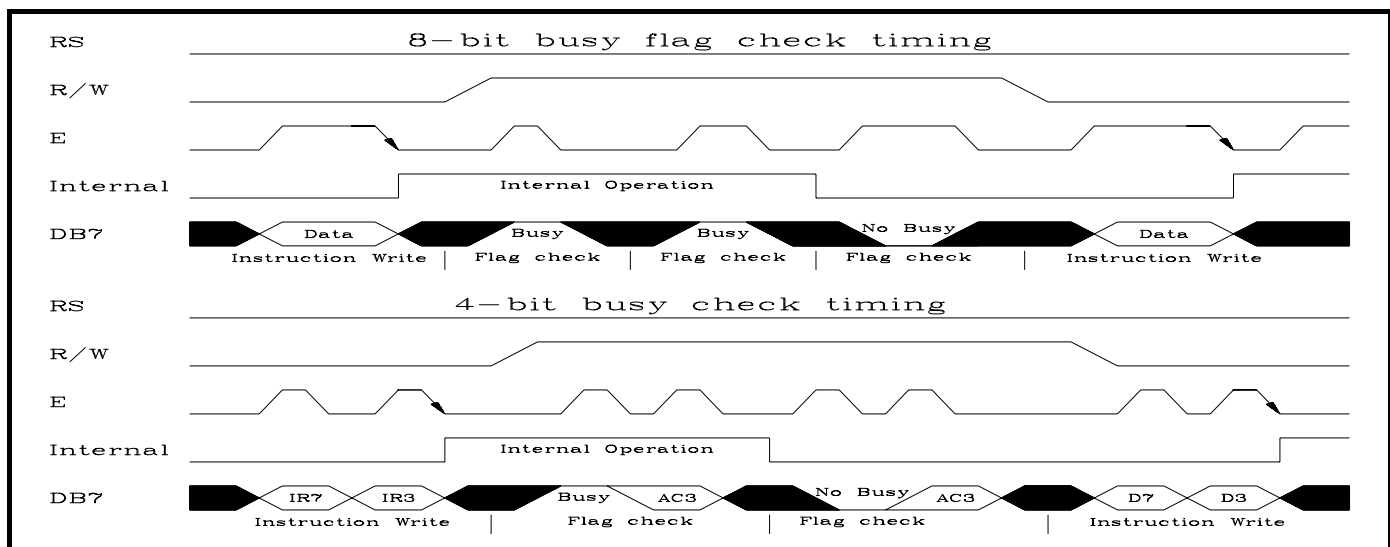 RS 8-bit busy flag check timing
R/W
E
Internal Internal Operation
DB7 Data Busy Busy No Busy Data
Instruction Write Flag check Flag check Flag check Instruction Write
RS 4-bit busy check timing
R/W
E
Internal Internal Operation
DB7 IR7 IR3 Busy AC3 No Busy AC3 D7 D3
Instruction Write Flag check Flag check Instruction Write